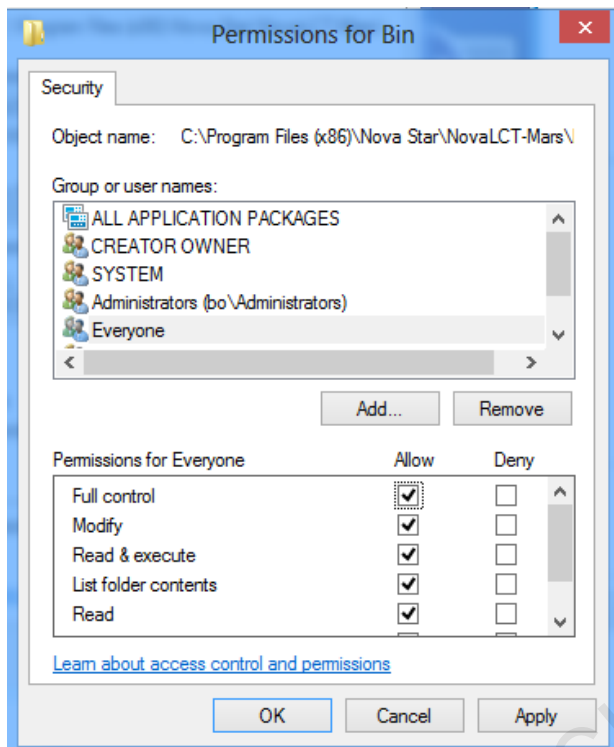 Permissions for Bin
Security
Object name: C:\Program Files (x86)\Nova Star\NovaLCT-Mars\
Group or user names:
ALL APPLICATION PACKAGES
CREATOR OWNER
SYSTEM
Administrators (bo\Administrators)
Everyone
Add... Remove
Permissions for Everyone Allow Deny
Full control
Modify
Read & execute
List folder contents
Read
Learn about access control and permissions
OK Cancel Apply